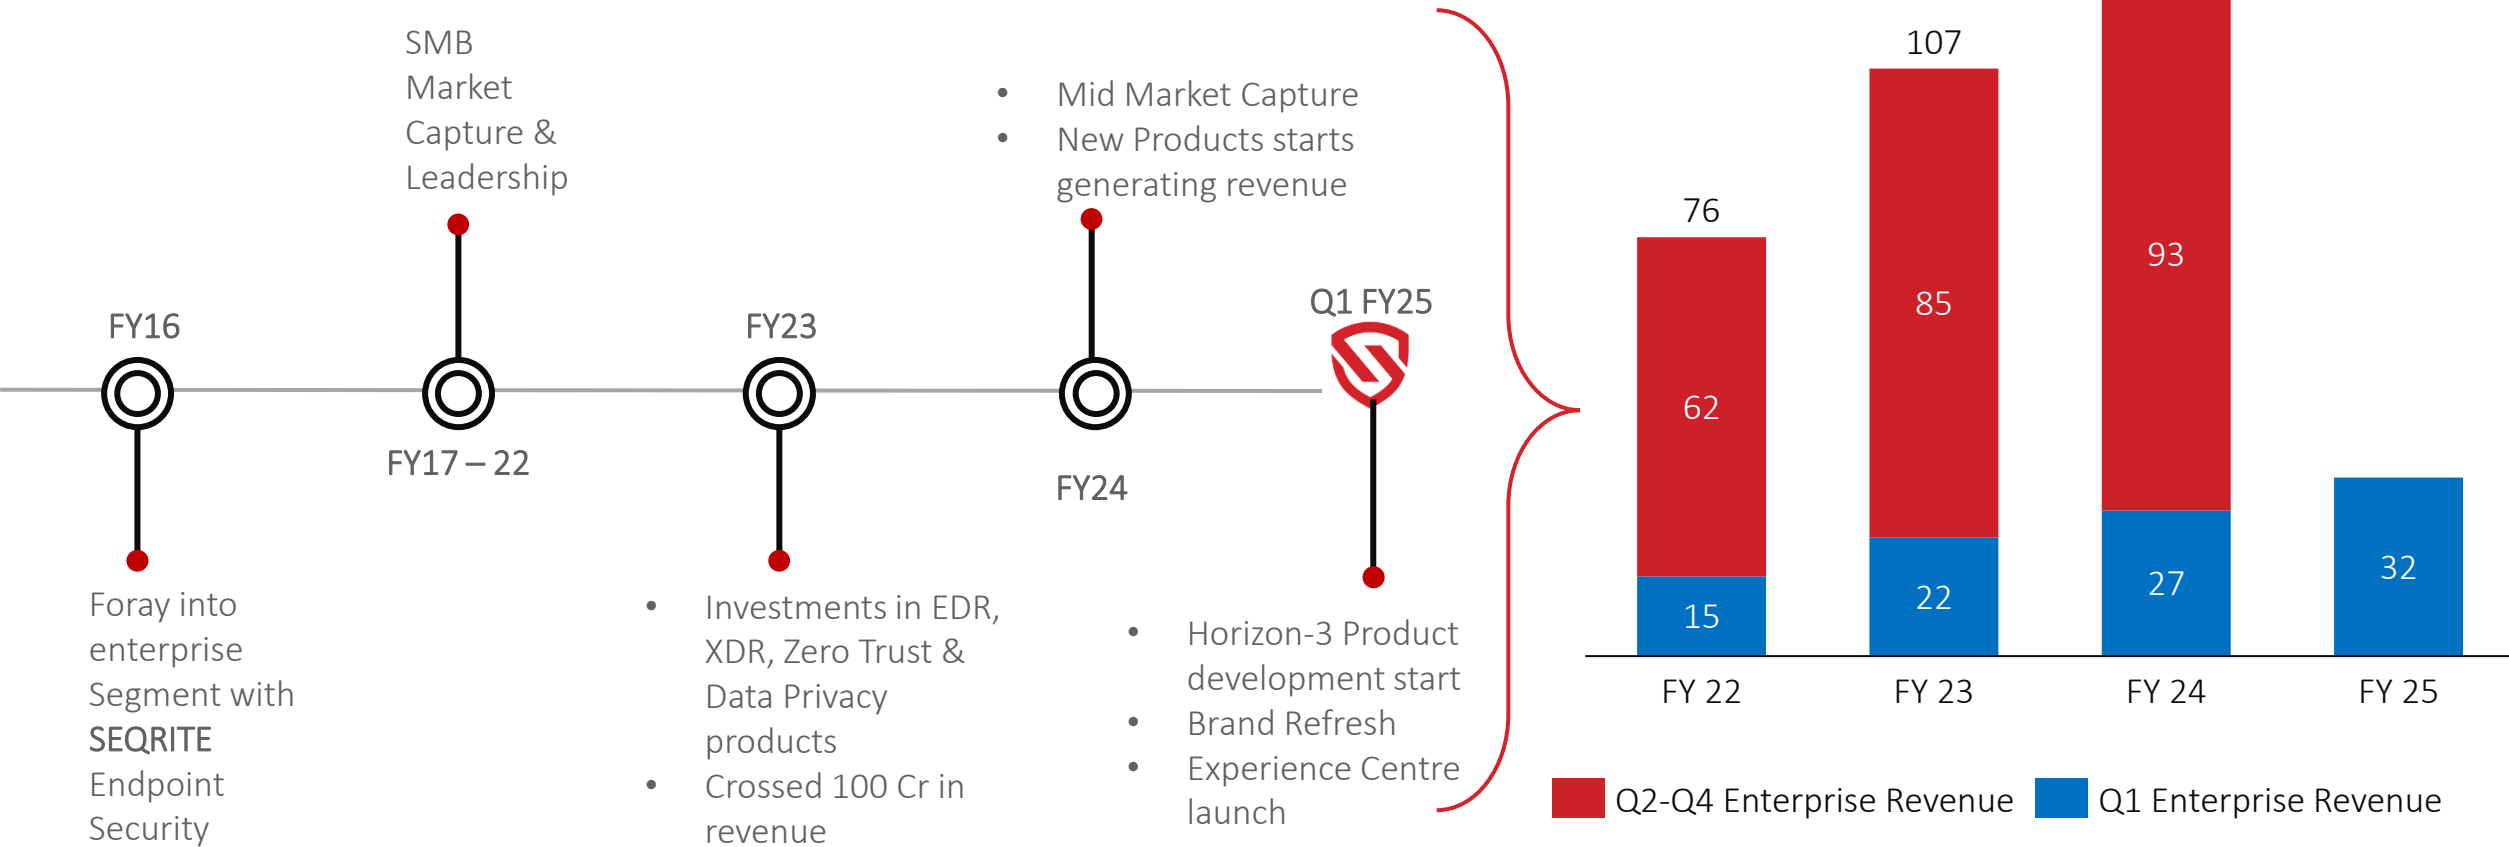 SMB
Market
Capture &
Leadership
• Mid Market Capture
• New Products starts
generating revenue
FY16
FY23
Q1 FY25
FY17 – 22
FY24
Foray into
enterprise
Segment with
SEQRITE
Endpoint
Security
• Investments in EDR,
XDR, Zero Trust &
Data Privacy
products
• Crossed 100 Cr in
revenue
• Horizon-3 Product
development start
• Brand Refresh
• Experience Centre
launch
107
76
93
85
62
32
27
22
15
FY 22
FY 23
FY 24
FY 25
Q2-Q4 Enterprise Revenue
Q1 Enterprise Revenue